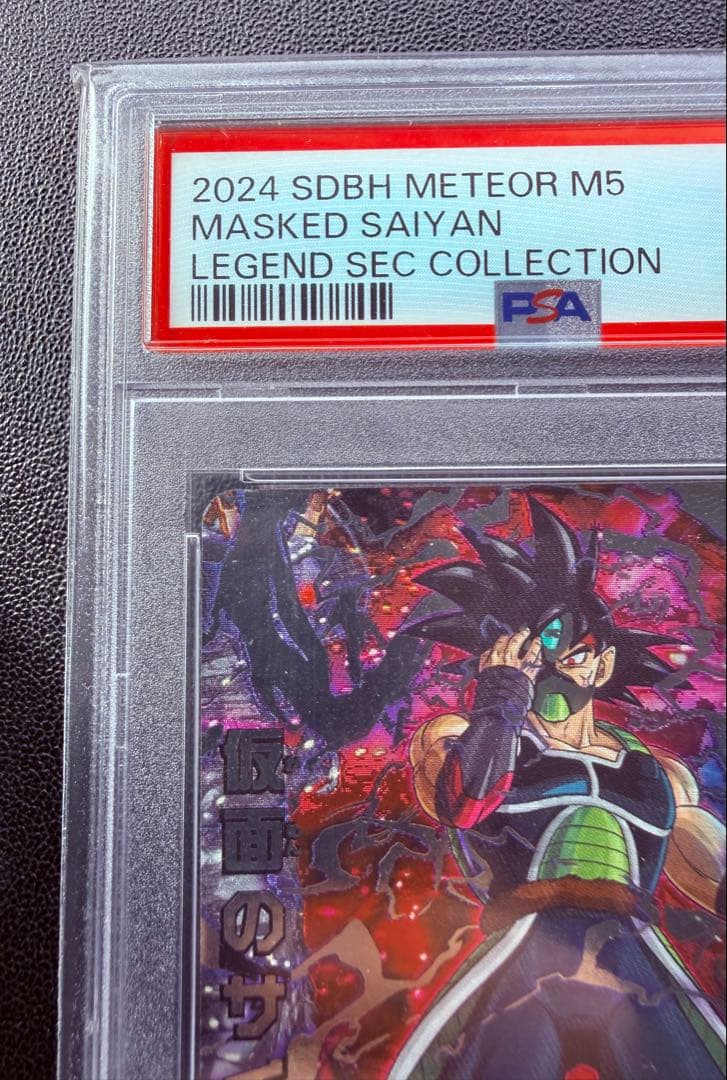 2024 SDBH METEOR M5
MASKED SAIYAN
LEGEND SEC COLLECTION
PSA
仮面のサ